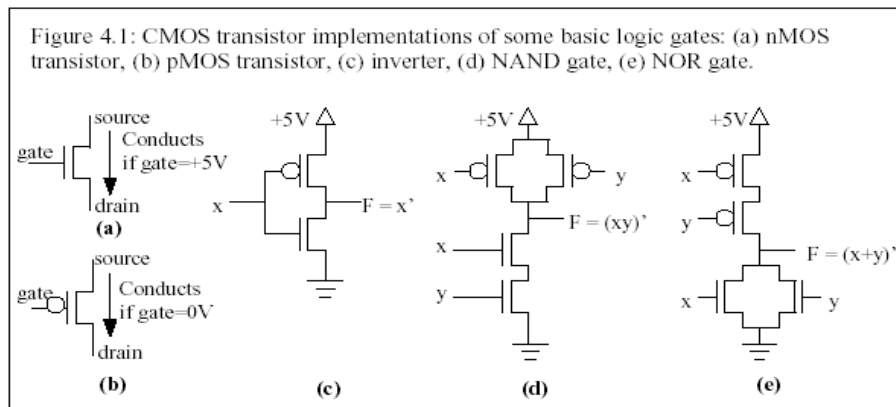 Figure 4.1: CMOS transistor implementations of some basic logic gates: (a) nMOS
transistor, (b) pMOS transistor, (c) inverter, (d) NAND gate, (e) NOR gate.
source
gate
Conducts
if gate=+5V
drain
(a)
source
gate
Conducts
if gate=0V
drain
(b)
+5V
x
F = x'
(c)
+5V
x
y
F = (xy)'
x
y
(d)
+5V
x
y
F = (x+y)'
x
y
(e)